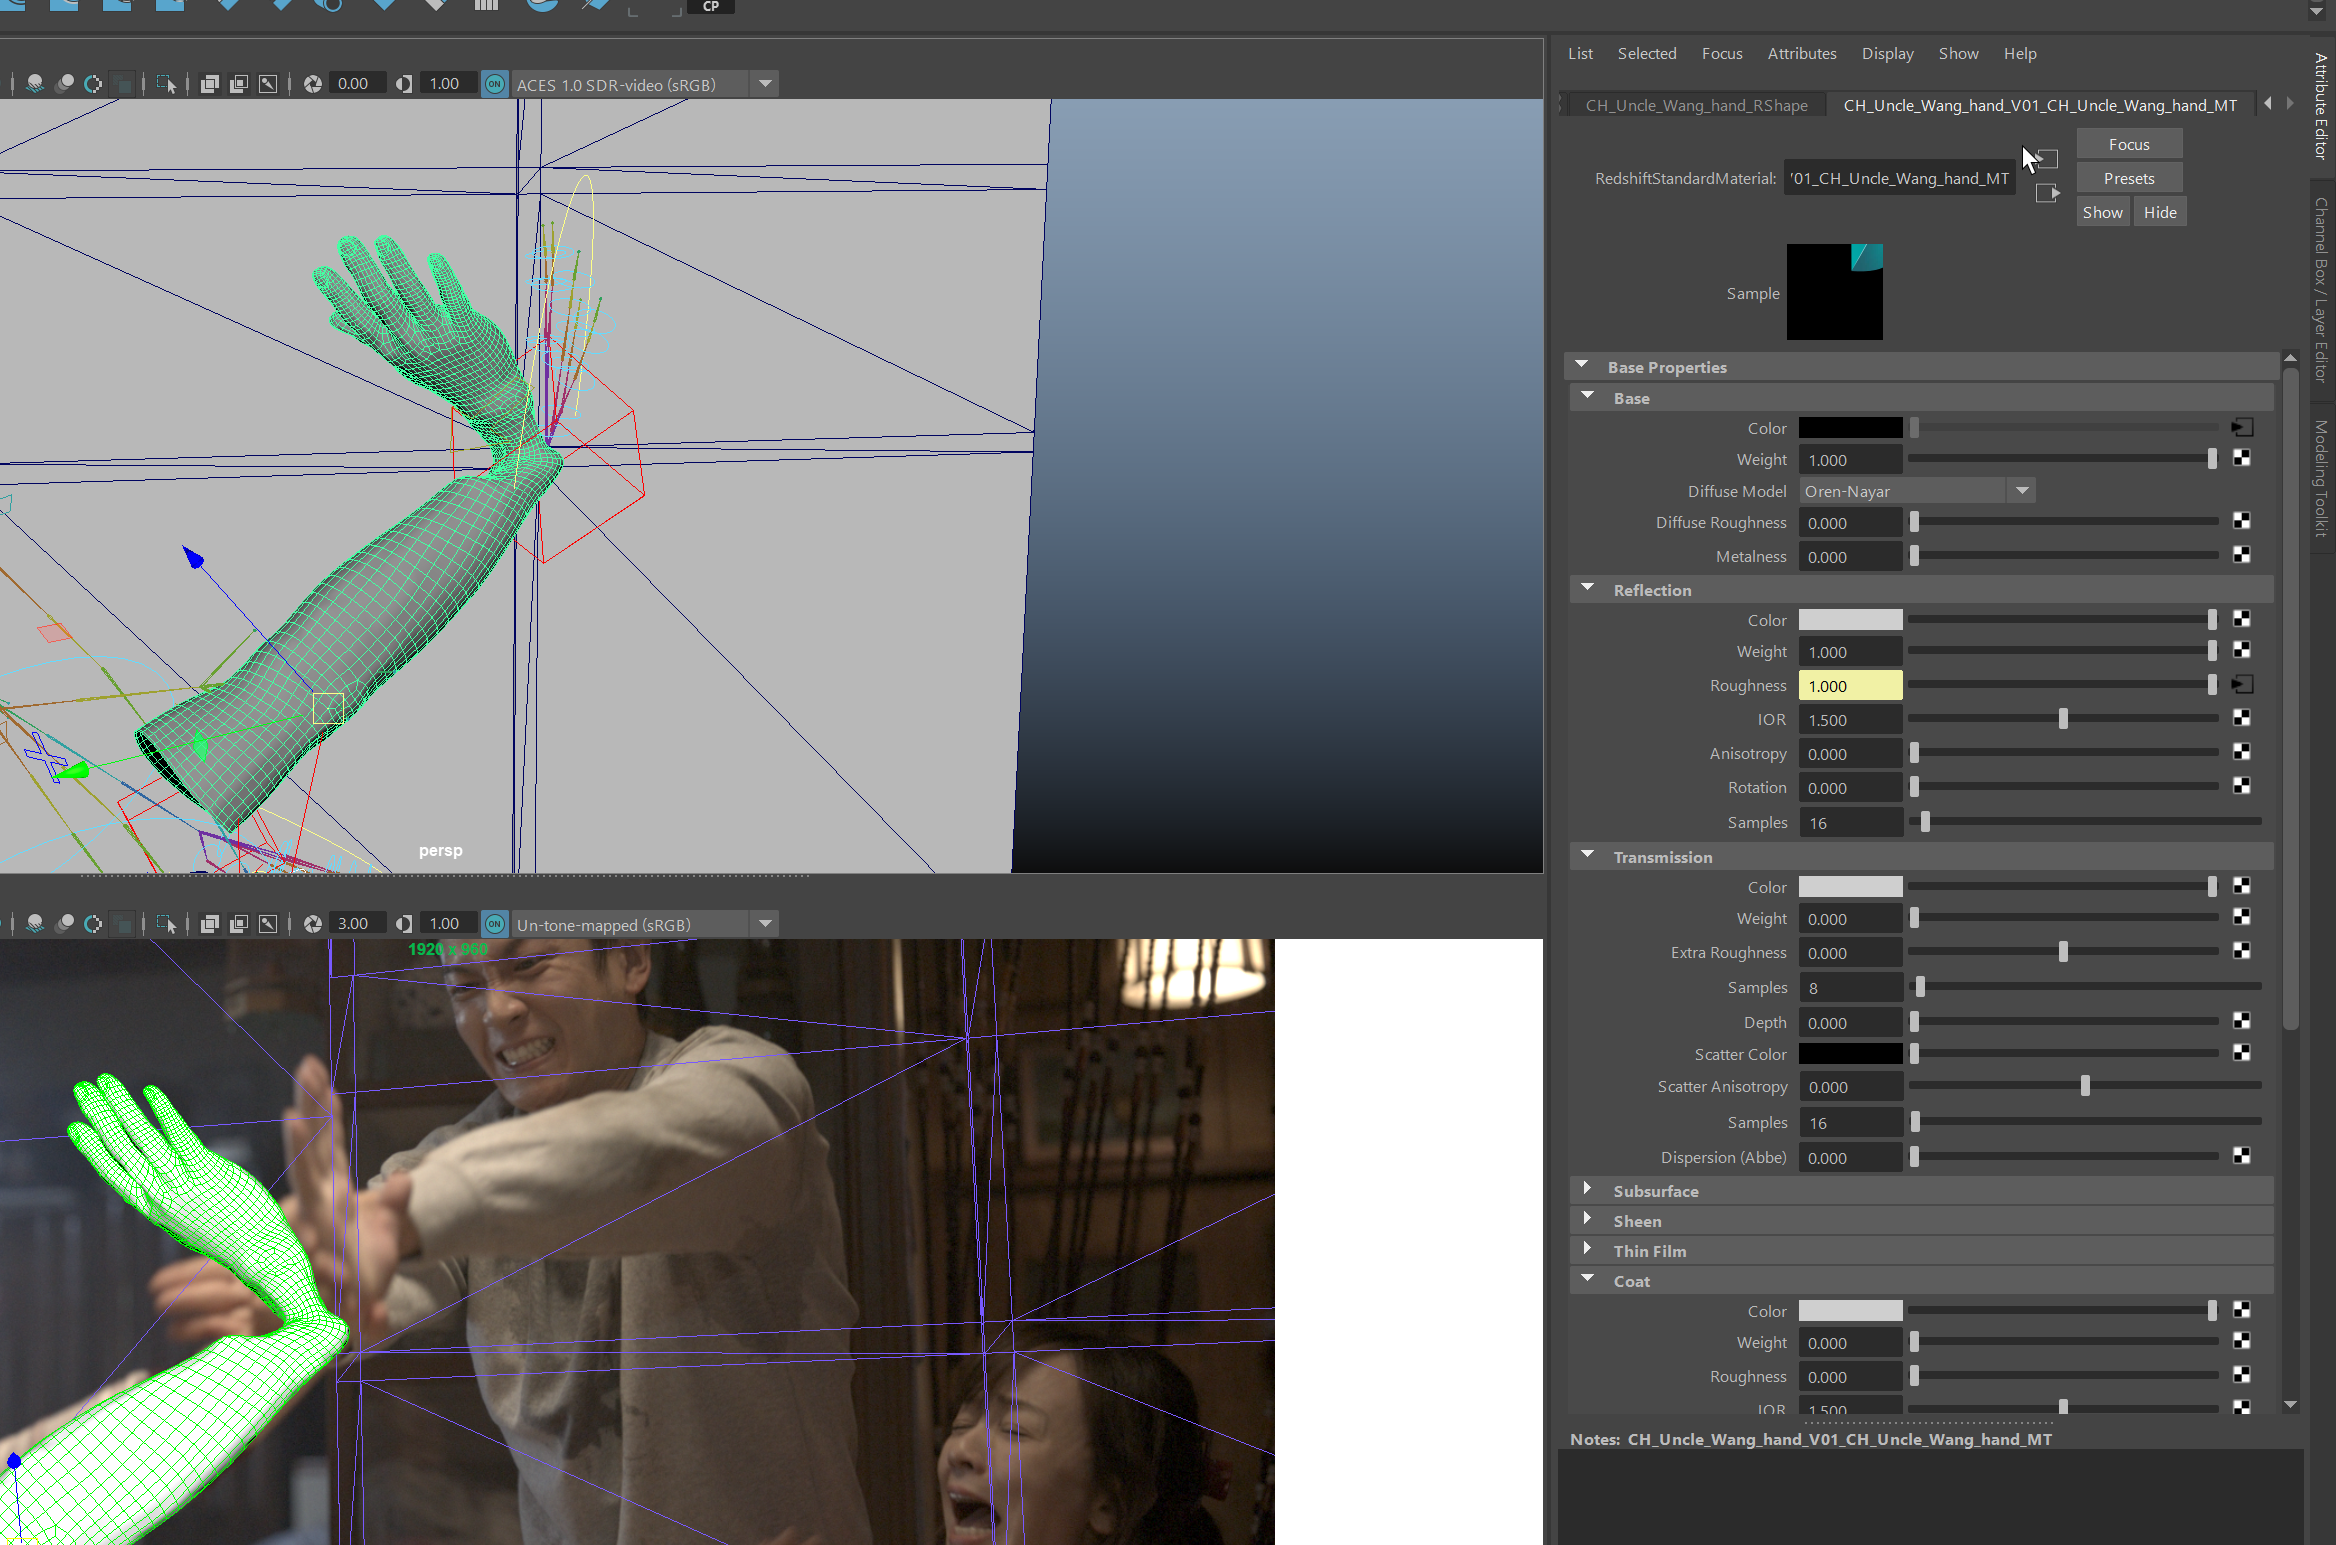 CP
List Selected Focus Attributes Display Show Help
0.00 1.00 ON ACES 1.0 SDR-video (sRGB)
CH_Uncle_Wang_hand_RShape CH_Uncle_Wang_hand_V01_CH_Uncle_Wang_hand_MT
Focus
RedshiftStandardMaterial: '01_CH_Uncle_Wang_hand_MT Presets
Show Hide
Sample
Base Properties
Base
Color
Weight 1.000
Diffuse Model Oren-Nayar
Diffuse Roughness 0.000
Metalness 0.000
Reflection
Color
Weight 1.000
Roughness 1.000
IOR 1.500
Anisotropy 0.000
Rotation 0.000
Samples 16
Transmission
Color
Weight 0.000
Extra Roughness 0.000
Samples 8
Depth 0.000
Scatter Color
Scatter Anisotropy 0.000
Samples 16
Dispersion (Abbe) 0.000
Subsurface
Sheen
Thin Film
Coat
Color
Weight 0.000
Roughness 0.000
IOR 1.500
Notes: CH_Uncle_Wang_hand_V01_CH_Uncle_Wang_hand_MT
X
persp
3.00 1.00 ON Un-tone-mapped (sRGB)
1920 x 960
Attribute Editor
Channel Box / Layer Editor
Modeling Toolkit